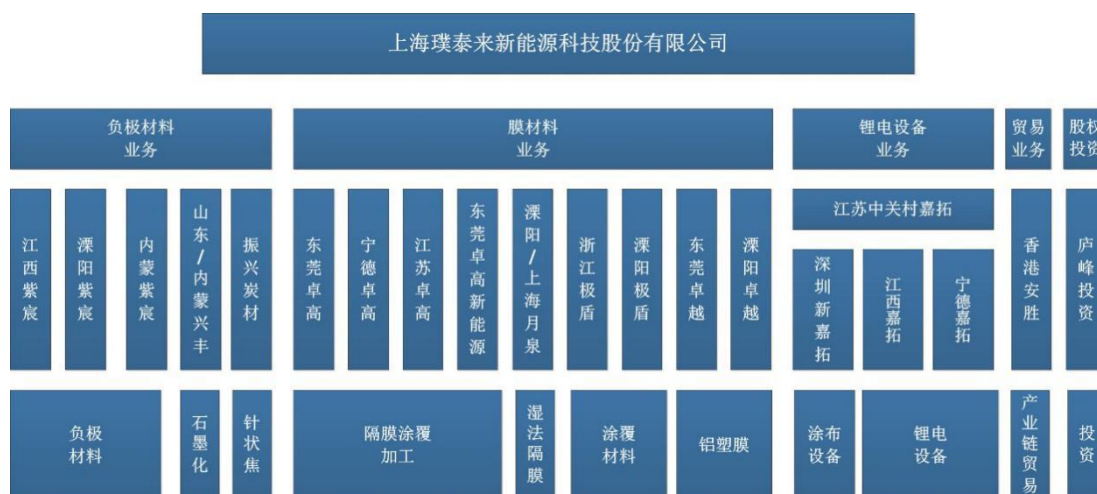 上海璞泰来新能源科技股份有限公司
负极材料
业务
膜材料
业务
锂电设备
业务
贸易
业务
股权
投资
江西紫宸
溧阳紫宸
内蒙紫宸
山东/内蒙兴丰
振兴炭材
东莞卓高
宁德卓高
江苏卓高
东莞卓高新能源
溧阳/上海月泉
浙江极盾
溧阳极盾
东莞卓越
溧阳卓越
江苏中关村嘉拓
深圳新嘉拓
江西嘉拓
宁德嘉拓
香港安胜
庐峰投资
负极
材料
石墨化
针状焦
隔膜涂覆
加工
湿法隔膜
涂覆
材料
铝塑膜
涂布
设备
锂电
设备
产业链贸易
投资